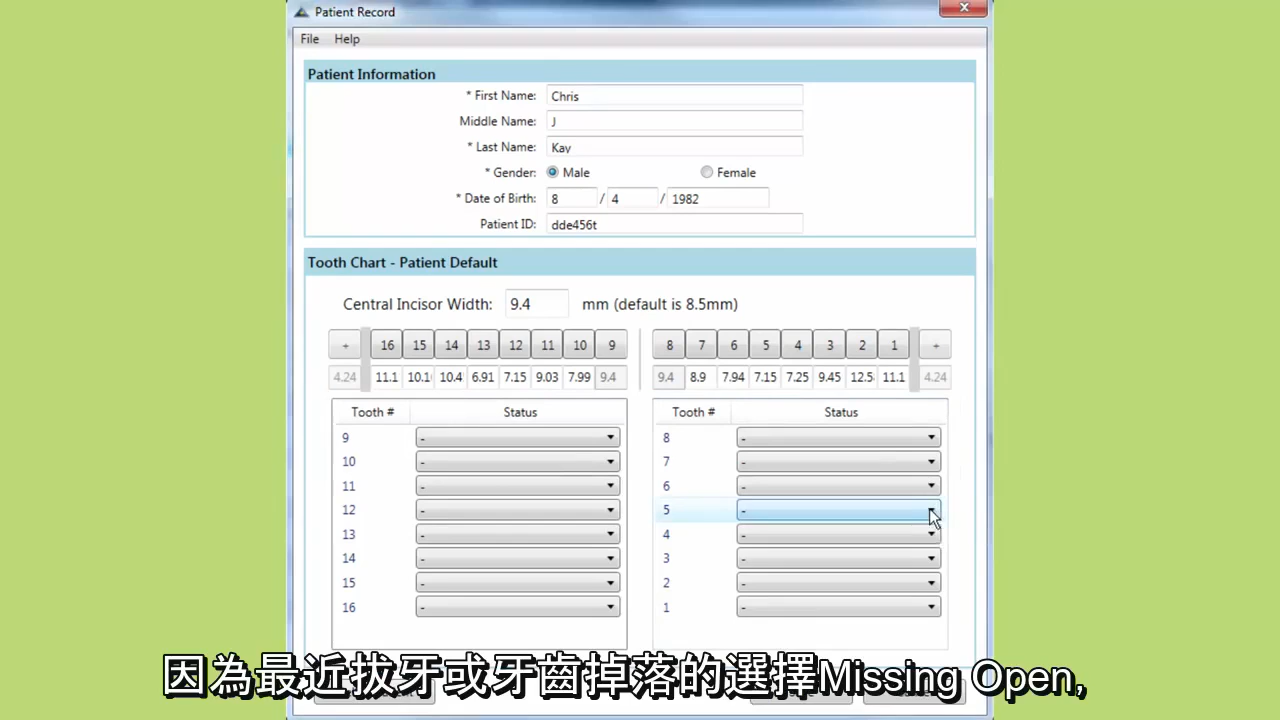 Patient Record
File Help
Patient Information
* First Name: Chris
Middle Name: J
* Last Name: Kay
* Gender: Male Female
* Date of Birth: 8 / 4 / 1982
Patient ID: dde456t
Tooth Chart - Patient Default
Central Incisor Width: 9.4 mm (default is 8.5mm)
+ 16 15 14 13 12 11 10 9 8 7 6 5 4 3 2 1 +
4.24 11.1 10.1 10.4 6.91 7.15 9.03 7.99 9.4 9.4 8.9 7.94 7.15 7.25 9.45 12.5 11.1 4.24
Tooth # Status Tooth # Status
9 - 8 -
10 - 7 -
11 - 6 -
12 - 5 -
13 - 4 -
14 - 3 -
15 - 2 -
16 - 1 -
因為最近拔牙或牙齒掉落的選擇Missing Open,